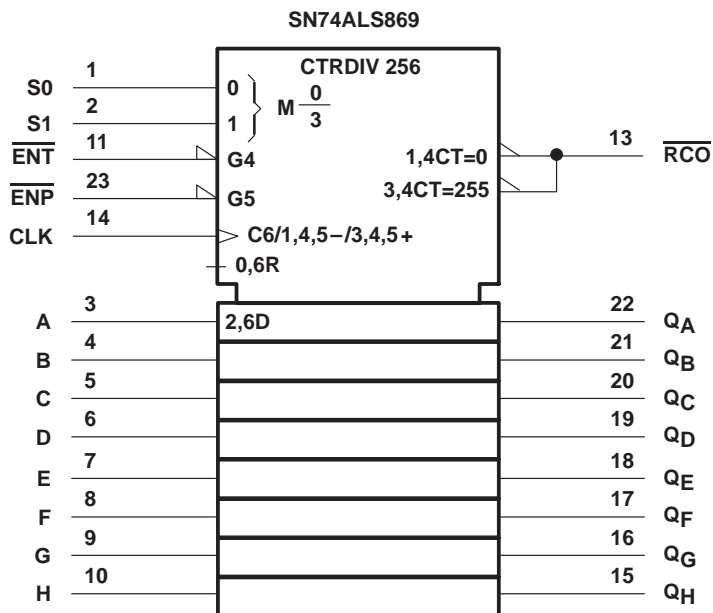 SN74ALS869
CTRDIV 256
S0 1 0 M 0/3
S1 2 1
ENT 11 G4 1,4CT=0 13 RCO
ENP 23 G5 3,4CT=255
CLK 14 C6/1,4,5–/3,4,5+
0,6R
A 3 2,6D 22 QA
B 4 21 QB
C 5 20 QC
D 6 19 QD
E 7 18 QE
F 8 17 QF
G 9 16 QG
H 10 15 QH